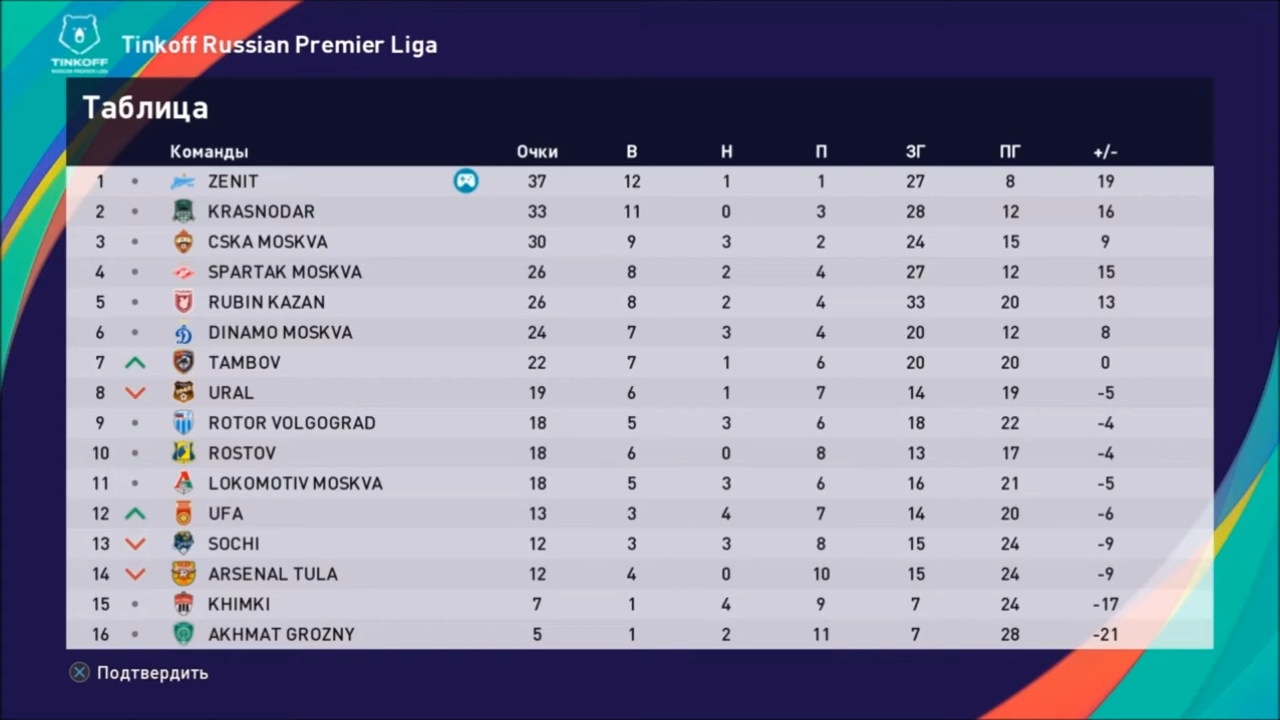 TINKOFF
RUSSIAN PREMIER LIGA
Tinkoff Russian Premier Liga
Таблица
Команды Очки В Н П ЗГ ПГ +/-
1 ZENIT 37 12 1 1 27 8 19
2 KRASNODAR 33 11 0 3 28 12 16
3 CSKA MOSKVA 30 9 3 2 24 15 9
4 SPARTAK MOSKVA 26 8 2 4 27 12 15
5 RUBIN KAZAN 26 8 2 4 33 20 13
6 DINAMO MOSKVA 24 7 3 4 20 12 8
7 TAMBOV 22 7 1 6 20 20 0
8 URAL 19 6 1 7 14 19 -5
9 ROTOR VOLGOGRAD 18 5 3 6 18 22 -4
10 ROSTOV 18 6 0 8 13 17 -4
11 LOKOMOTIV MOSKVA 18 5 3 6 16 21 -5
12 UFA 13 3 4 7 14 20 -6
13 SOCHI 12 3 3 8 15 24 -9
14 ARSENAL TULA 12 4 0 10 15 24 -9
15 KHIMKI 7 1 4 9 7 24 -17
16 AKHMAT GROZNY 5 1 2 11 7 28 -21
Подтвердить